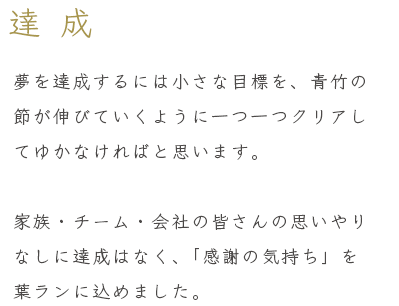 達成
夢を達成するには小さな目標を、青竹の
節が伸びていくように一つ一つクリアし
てゆかなければと思います。
家族・チーム・会社の皆さんの思いやり
なしに達成はなく、「感謝の気持ち」を
葉ランに込めました。